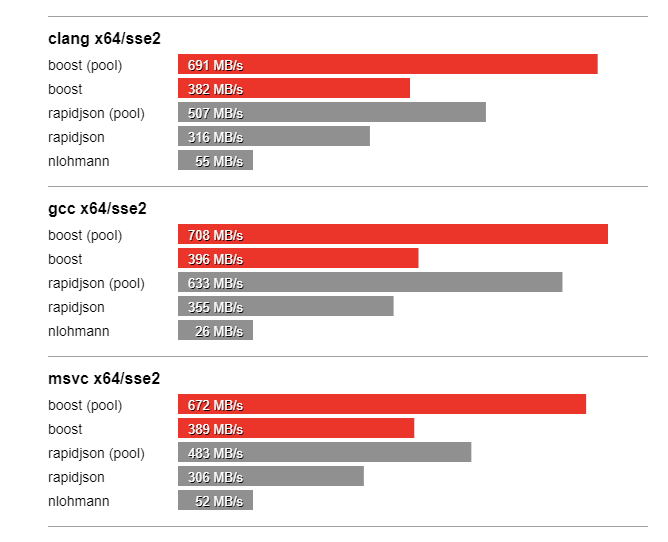 clang x64/sse2
boost (pool) 691 MB/s
boost 382 MB/s
rapidjson (pool) 507 MB/s
rapidjson 316 MB/s
nlohmann 55 MB/s
gcc x64/sse2
boost (pool) 708 MB/s
boost 396 MB/s
rapidjson (pool) 633 MB/s
rapidjson 355 MB/s
nlohmann 26 MB/s
msvc x64/sse2
boost (pool) 672 MB/s
boost 389 MB/s
rapidjson (pool) 483 MB/s
rapidjson 306 MB/s
nlohmann 52 MB/s